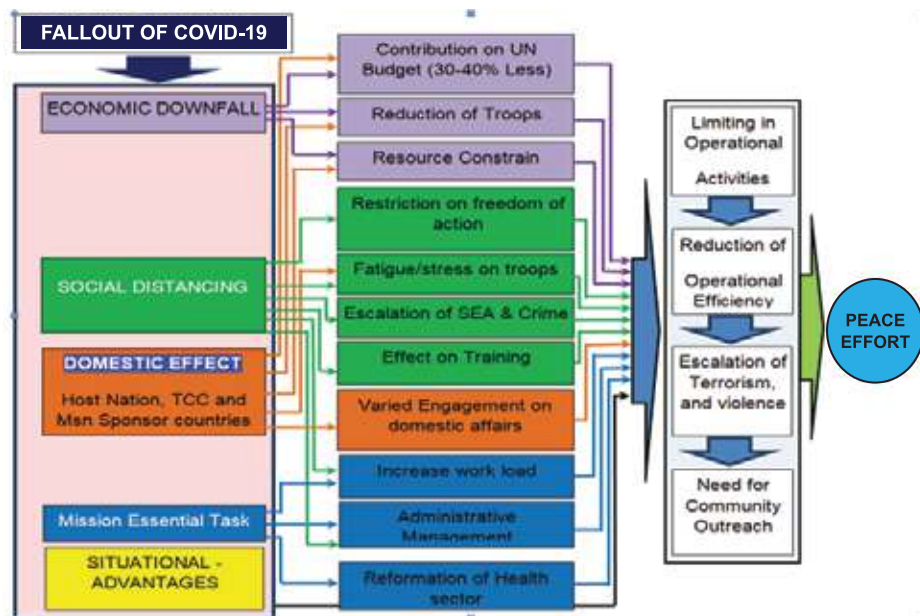 FALLOUT OF COVID-19
ECONOMIC DOWNFALL
SOCIAL DISTANCING
DOMESTIC EFFECT
Host Nation, TCC and
Msn Sponsor countries
Mission Essential Task
SITUATIONAL -
ADVANTAGES
Contribution on UN
Budget (30-40% Less)
Reduction of Troops
Resource Constrain
Restriction on freedom of
action
Fatigue/stress on troops
Escalation of SEA & Crime
Effect on Training
Varied Engagement on
domestic affairs
Increase work load
Administrative
Management
Reformation of Health
sector
Limiting in
Operational
Activities
Reduction of
Operational
Efficiency
Escalation of
Terrorism,
and violence
Need for
Community
Outreach
PEACE
EFFORT